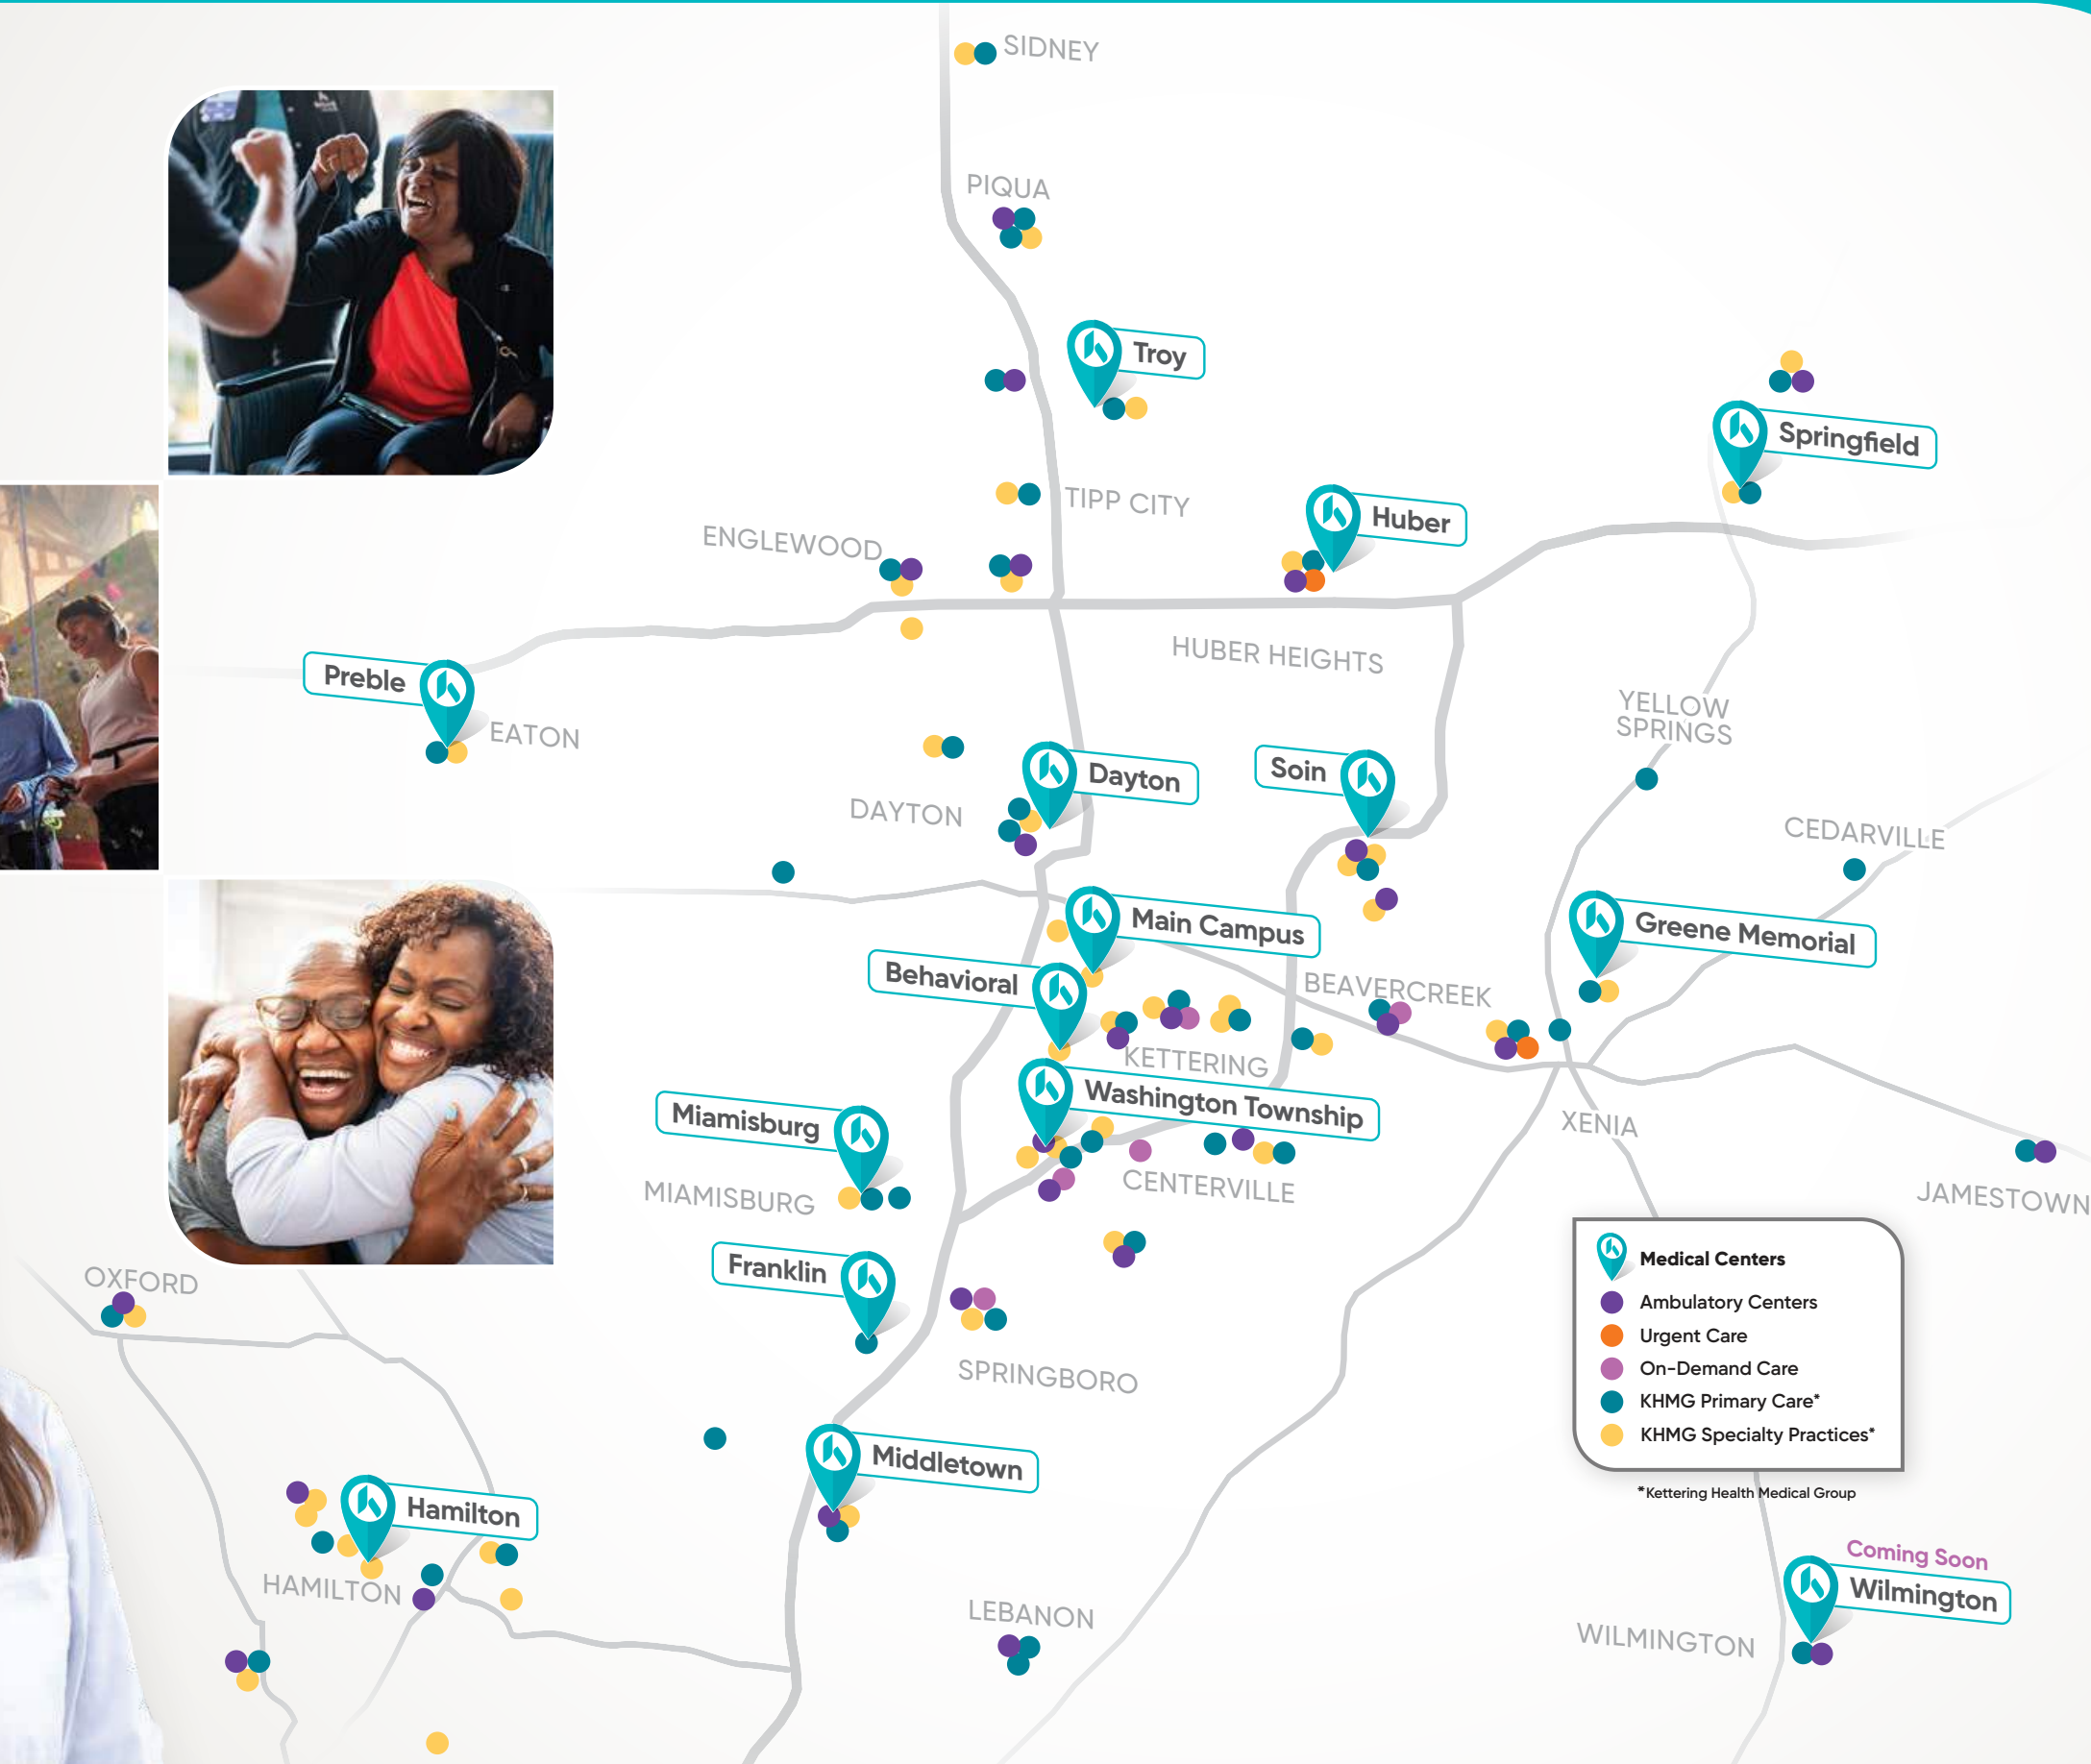 SIDNEY
PIQUA
Troy
Springfield
TIPP CITY
Huber
ENGLEWOOD
HUBER HEIGHTS
Preble
EATON
YELLOW
SPRINGS
Dayton
Soin
DAYTON
CEDARVILLE
Main Campus
Greene Memorial
Behavioral
BEAVERCREEK
KETTERING
Washington Township
Miamisburg
XENIA
MIAMISBURG
CENTERVILLE
JAMESTOWN
Franklin
OXFORD
SPRINGBORO
Medical Centers
Ambulatory Centers
Urgent Care
On-Demand Care
KHMG Primary Care*
KHMG Specialty Practices*
*Kettering Health Medical Group
Middletown
Hamilton
HAMILTON
LEBANON
Coming Soon
Wilmington
WILMINGTON